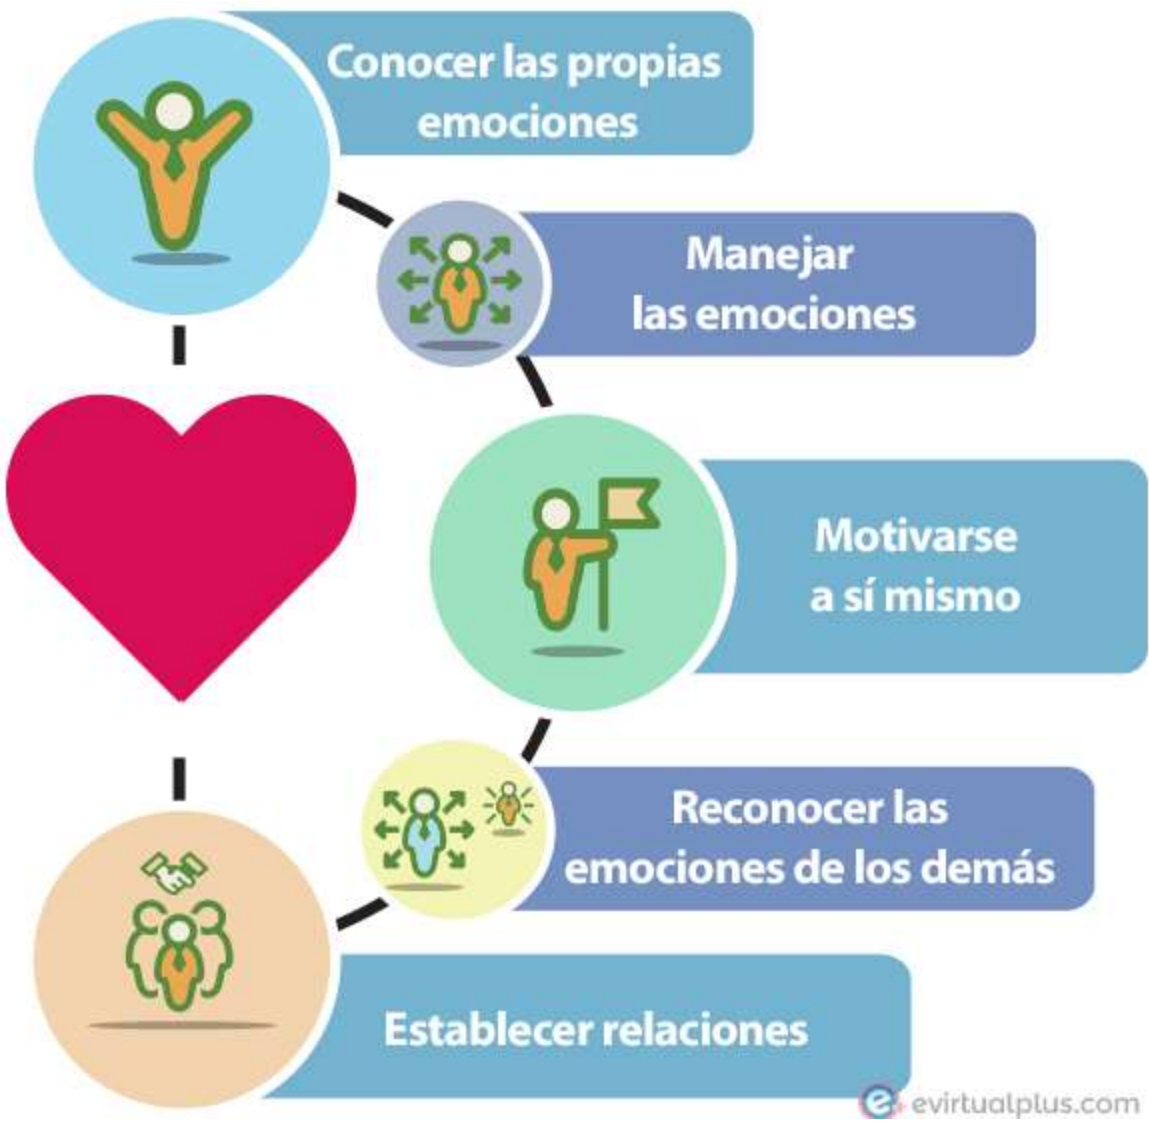 Conocer las propias
emociones
Manejar
las emociones
Motivarse
a sí mismo
Reconocer las
emociones de los demás
Establecer relaciones
e evirtualplus.com